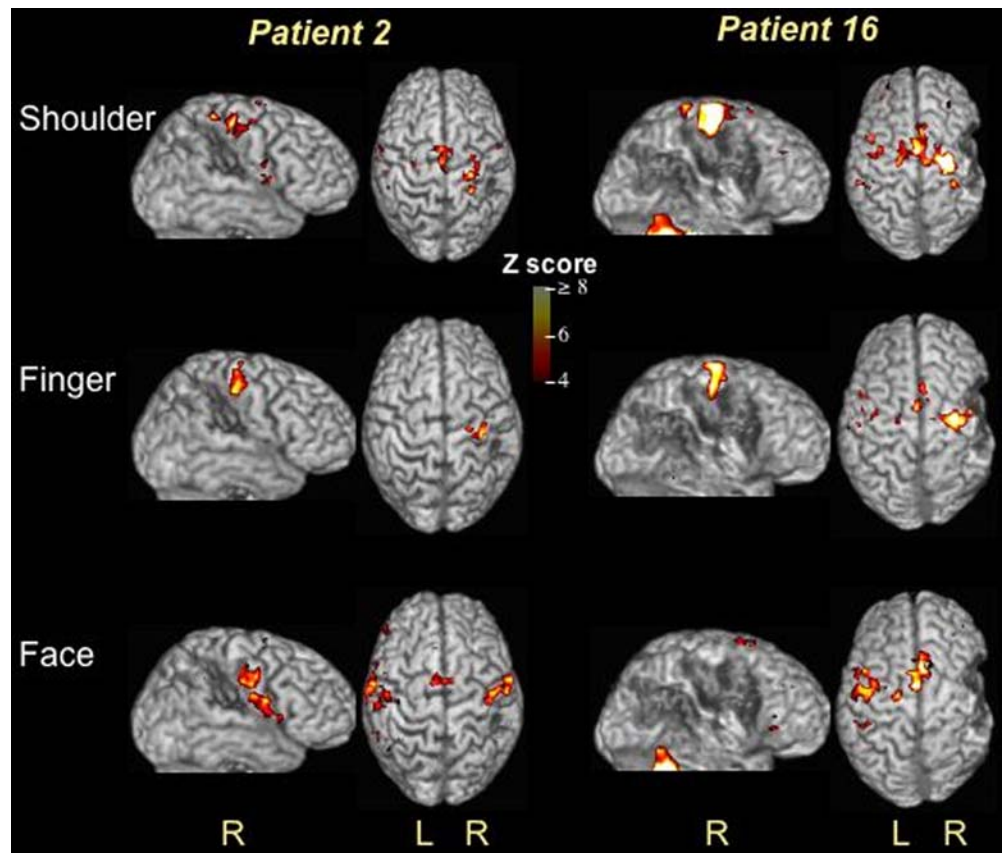 Patient 2
Patient 16
Shoulder
Z score
≥ 8
6
4
Finger
Face
R
L R
R
L R